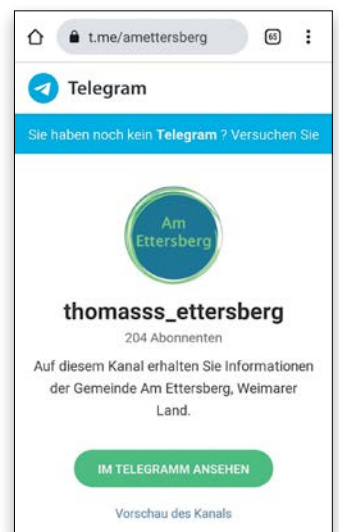 t.me/amettersberg 65
Telegram
Sie haben noch kein Telegram ? Versuchen Sie
Am
Ettersberg
thomasss_ettersberg
204 Abonnenten
Auf diesem Kanal erhalten Sie Informationen
der Gemeinde Am Ettersberg, Weimarer
Land.
IM TELEGRAMM ANSEHEN
Vorschau des Kanals